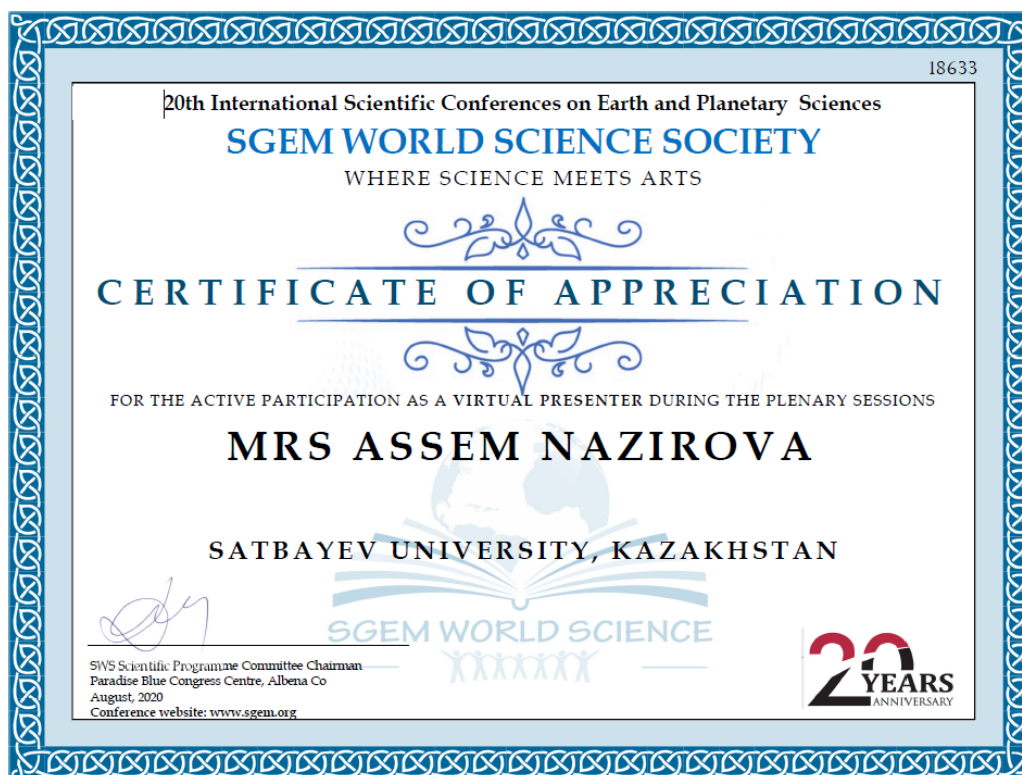 18633
20th International Scientific Conferences on Earth and Planetary Sciences
SGEM WORLD SCIENCE SOCIETY
WHERE SCIENCE MEETS ARTS
CERTIFICATE OF APPRECIATION
FOR THE ACTIVE PARTICIPATION AS A VIRTUAL PRESENTER DURING THE PLENARY SESSIONS
MRS ASSEM NAZIROVA
SATBAYEV UNIVERSITY, KAZAKHSTAN
SGEM WORLD SCIENCE
SWS Scientific Programme Committee Chairman
Paradise Blue Congress Centre, Albena Co
August, 2020
Conference website: www.sgem.org
20 YEARS
ANNIVERSARY